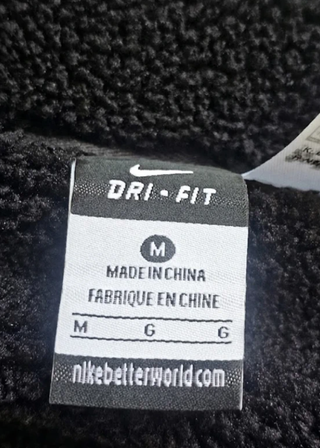 DRI-FIT
M
MADE IN CHINA
FABRIQUE EN CHINE
M G G
nikebetterworld.com